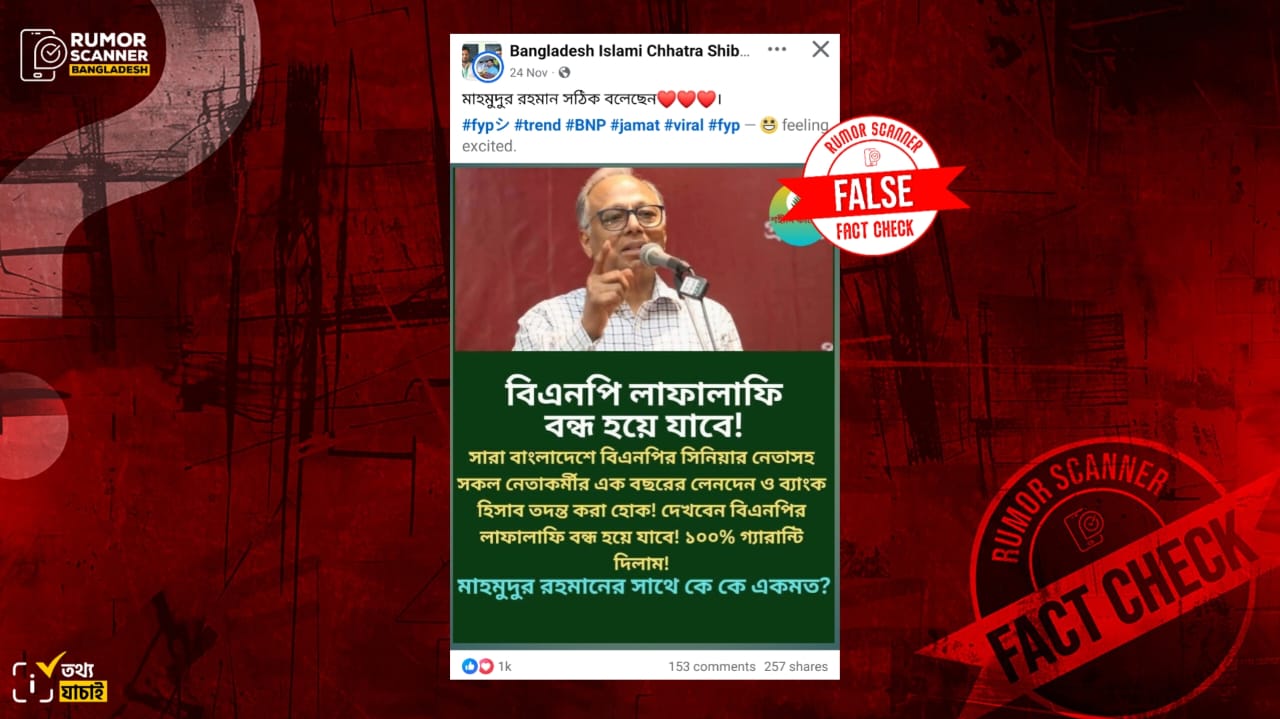 RUMOR
SCANNER
BANGLADESH
Bangladesh Islami Chhatra Shib...
24 Nov
মাহমুদুর রহমান সঠিক বলেছেন❤️❤️❤️।
#fypシ #trend #BNP #jamat #viral #fyp — 😀 feeling
excited.
RUMOR SCANNER
FALSE
FACT CHECK
বিএনপি লাফালাফি
বন্ধ হয়ে যাবে!
সারা বাংলাদেশে বিএনপির সিনিয়ার নেতাসহ
সকল নেতাকর্মীর এক বছরের লেনদেন ও ব্যাংক
হিসাব তদন্ত করা হোক! দেখবেন বিএনপির
লাফালাফি বন্ধ হয়ে যাবে! ১০০% গ্যারান্টি
দিলাম!
মাহমুদুর রহমানের সাথে কে কে একমত?
1k
153 comments 257 shares
RUMOR SCANNER
FACT CHECK
তথ্য
যাচাই